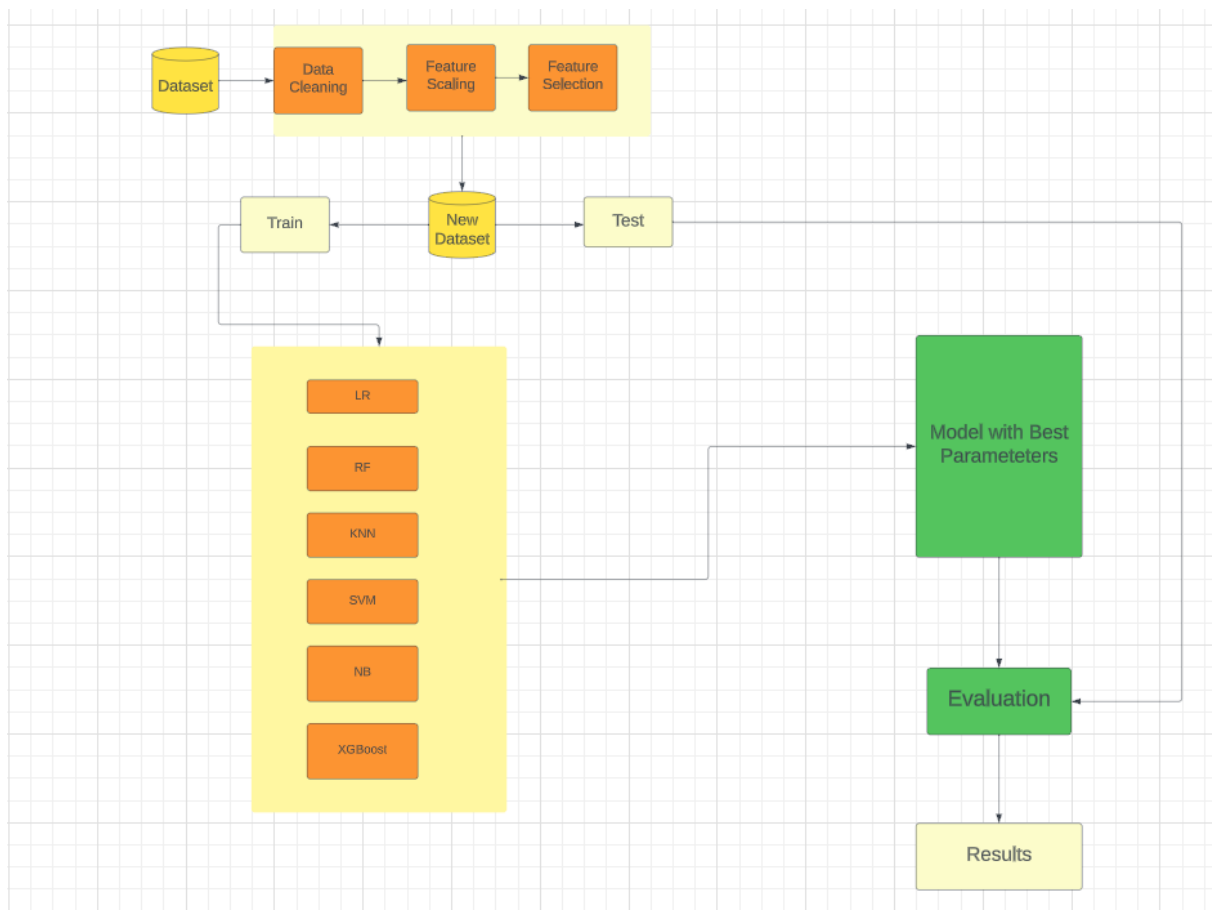 Dataset
Data
Cleaning
Feature
Scaling
Feature
Selection
Train
New
Dataset
Test
LR
RF
KNN
SVM
NB
XGBoost
Model with Best
Parameteters
Evaluation
Results